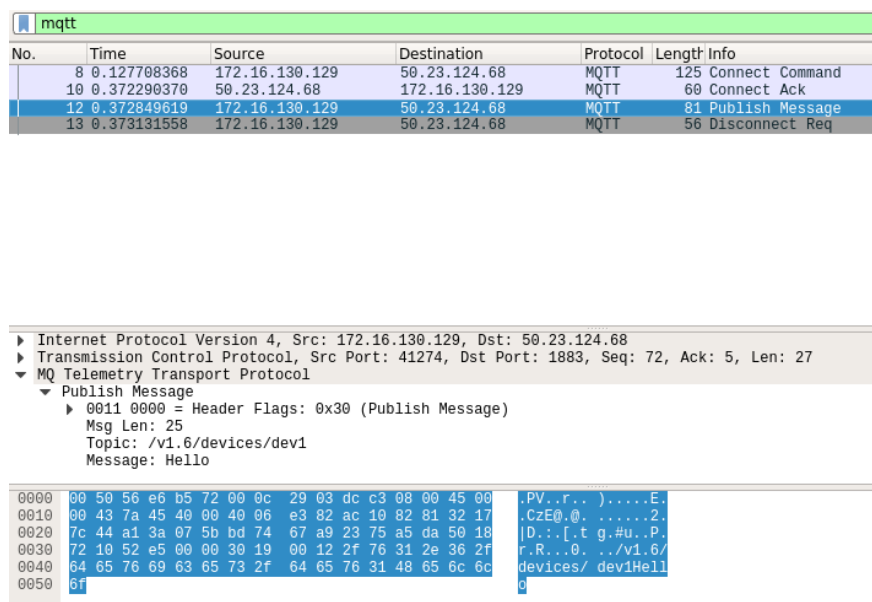 mqtt
No. Time Source Destination Protocol Length Info
8 0.127708368 172.16.130.129 50.23.124.68 MQTT 125 Connect Command
10 0.372290370 50.23.124.68 172.16.130.129 MQTT 60 Connect Ack
12 0.372849619 172.16.130.129 50.23.124.68 MQTT 81 Publish Message
13 0.373131558 172.16.130.129 50.23.124.68 MQTT 56 Disconnect Req
Internet Protocol Version 4, Src: 172.16.130.129, Dst: 50.23.124.68
Transmission Control Protocol, Src Port: 41274, Dst Port: 1883, Seq: 72, Ack: 5, Len: 27
MQ Telemetry Transport Protocol
Publish Message
0011 0000 = Header Flags: 0x30 (Publish Message)
Msg Len: 25
Topic: /v1.6/devices/dev1
Message: Hello
0000 00 50 56 e6 b5 72 00 0c 29 03 dc c3 08 00 45 00 .PV..r.. ).....E.
0010 00 43 7a 45 40 00 40 06 e3 82 ac 10 82 81 32 17 .CzE@.@. ......2.
0020 7c 44 a1 3a 07 5b bd 74 67 a9 23 75 a5 da 50 18 |D.:.[.t g.#u..P.
0030 72 10 52 e5 00 00 30 19 00 12 2f 76 31 2e 36 2f r.R...0. ../v1.6/
0040 64 65 76 69 63 65 73 2f 64 65 76 31 48 65 6c 6c devices/ dev1Hell
0050 6f o